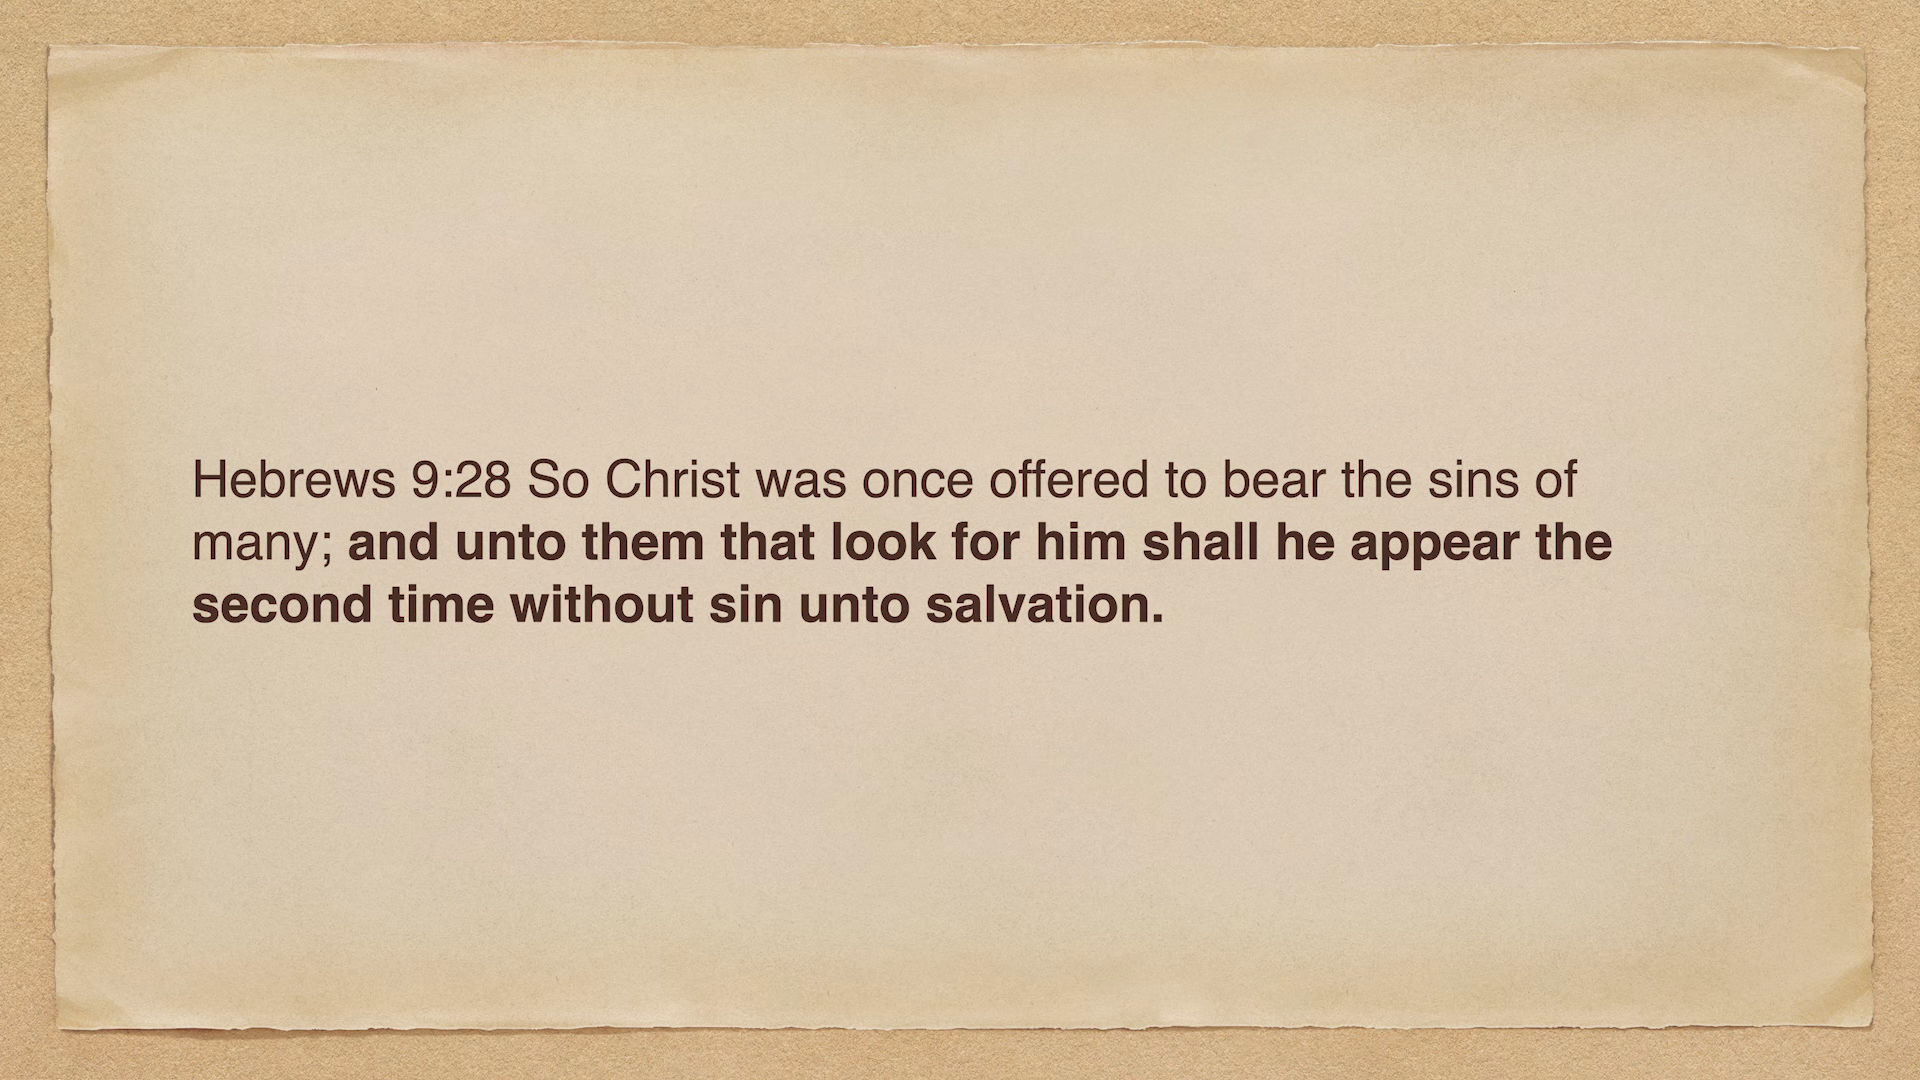 Hebrews 9:28 So Christ was once offered to bear the sins of
many; and unto them that look for him shall he appear the
second time without sin unto salvation.